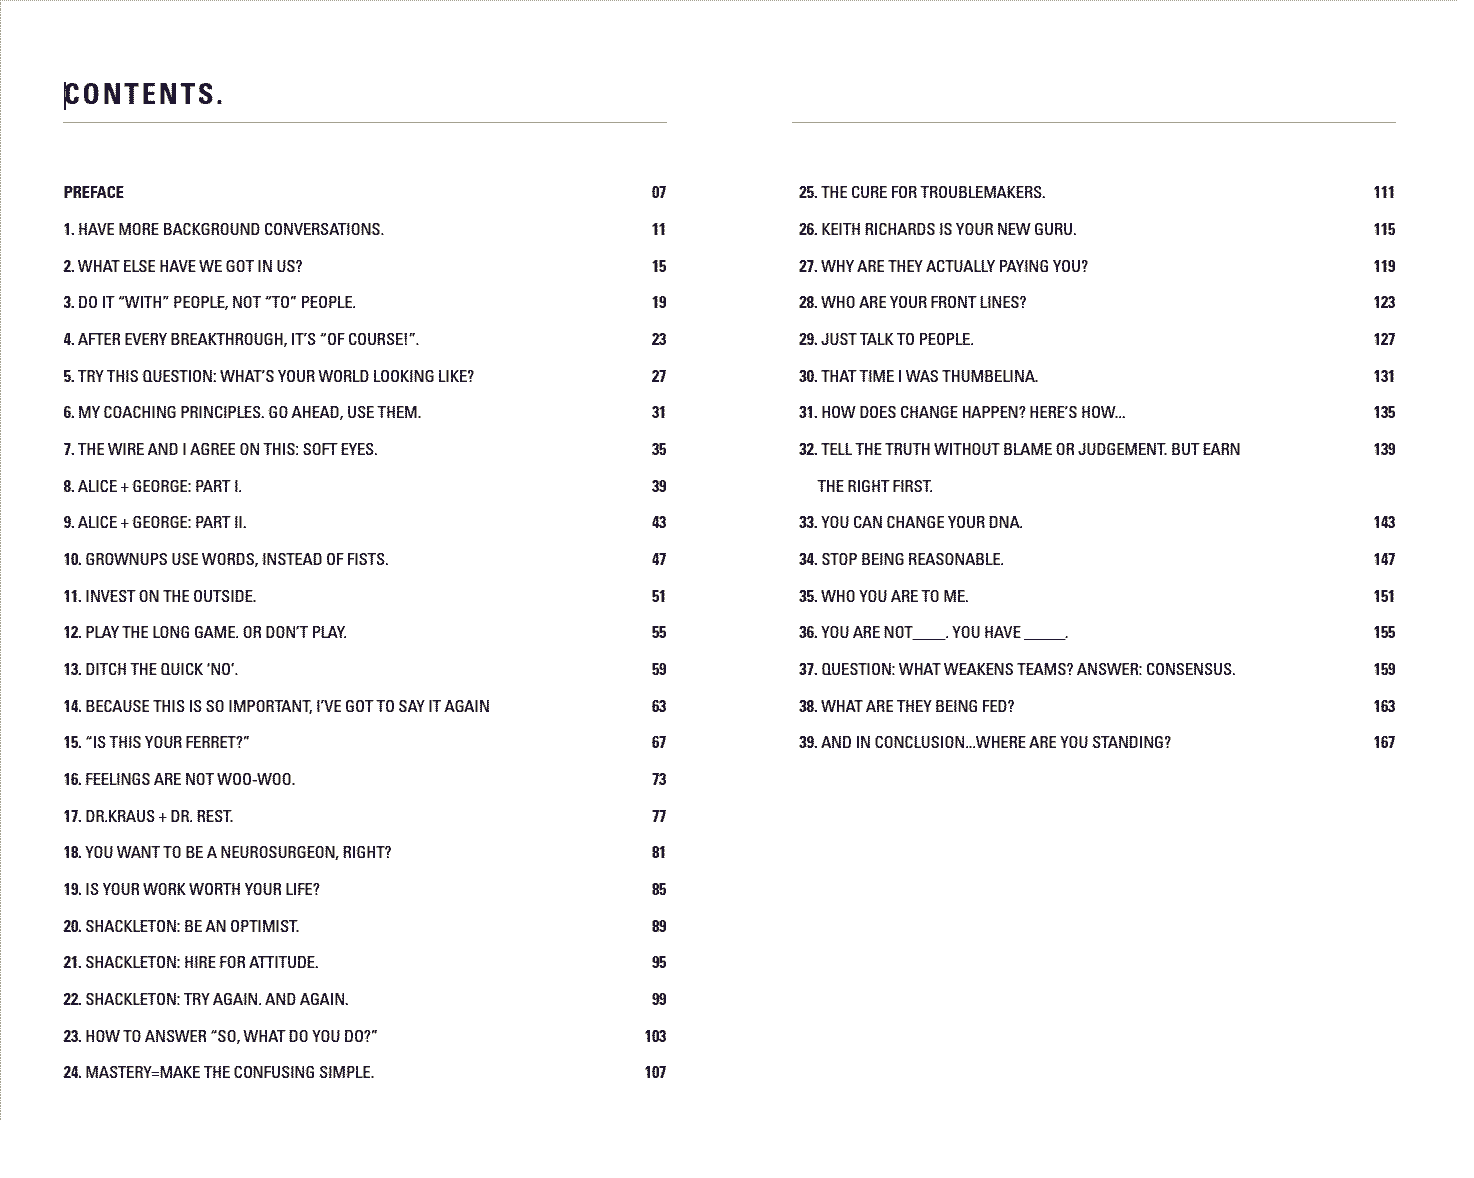 CONTENTS.
PREFACE 07
1. HAVE MORE BACKGROUND CONVERSATIONS. 11
2. WHAT ELSE HAVE WE GOT IN US? 15
3. DO IT “WITH” PEOPLE, NOT “TO” PEOPLE. 19
4. AFTER EVERY BREAKTHROUGH, IT’S “OF COURSE!”. 23
5. TRY THIS QUESTION: WHAT’S YOUR WORLD LOOKING LIKE? 27
6. MY COACHING PRINCIPLES. GO AHEAD, USE THEM. 31
7. THE WIRE AND I AGREE ON THIS: SOFT EYES. 35
8. ALICE + GEORGE: PART I. 39
9. ALICE + GEORGE: PART II. 43
10. GROWNUPS USE WORDS, INSTEAD OF FISTS. 47
11. INVEST ON THE OUTSIDE. 51
12. PLAY THE LONG GAME. OR DON’T PLAY. 55
13. DITCH THE QUICK ‘NO’. 59
14. BECAUSE THIS IS SO IMPORTANT, I’VE GOT TO SAY IT AGAIN 63
15. “IS THIS YOUR FERRET?” 67
16. FEELINGS ARE NOT WOO-WOO. 73
17. DR.KRAUS + DR. REST. 77
18. YOU WANT TO BE A NEUROSURGEON, RIGHT? 81
19. IS YOUR WORK WORTH YOUR LIFE? 85
20. SHACKLETON: BE AN OPTIMIST. 89
21. SHACKLETON: HIRE FOR ATTITUDE. 95
22. SHACKLETON: TRY AGAIN. AND AGAIN. 99
23. HOW TO ANSWER “SO, WHAT DO YOU DO?” 103
24. MASTERY=MAKE THE CONFUSING SIMPLE. 107
25. THE CURE FOR TROUBLEMAKERS. 111
26. KEITH RICHARDS IS YOUR NEW GURU. 115
27. WHY ARE THEY ACTUALLY PAYING YOU? 119
28. WHO ARE YOUR FRONT LINES? 123
29. JUST TALK TO PEOPLE. 127
30. THAT TIME I WAS THUMBELINA. 131
31. HOW DOES CHANGE HAPPEN? HERE’S HOW... 135
32. TELL THE TRUTH WITHOUT BLAME OR JUDGEMENT. BUT EARN 139
THE RIGHT FIRST.
33. YOU CAN CHANGE YOUR DNA. 143
34. STOP BEING REASONABLE. 147
35. WHO YOU ARE TO ME. 151
36. YOU ARE NOT____. YOU HAVE _____. 155
37. QUESTION: WHAT WEAKENS TEAMS? ANSWER: CONSENSUS. 159
38. WHAT ARE THEY BEING FED? 163
39. AND IN CONCLUSION...WHERE ARE YOU STANDING? 167